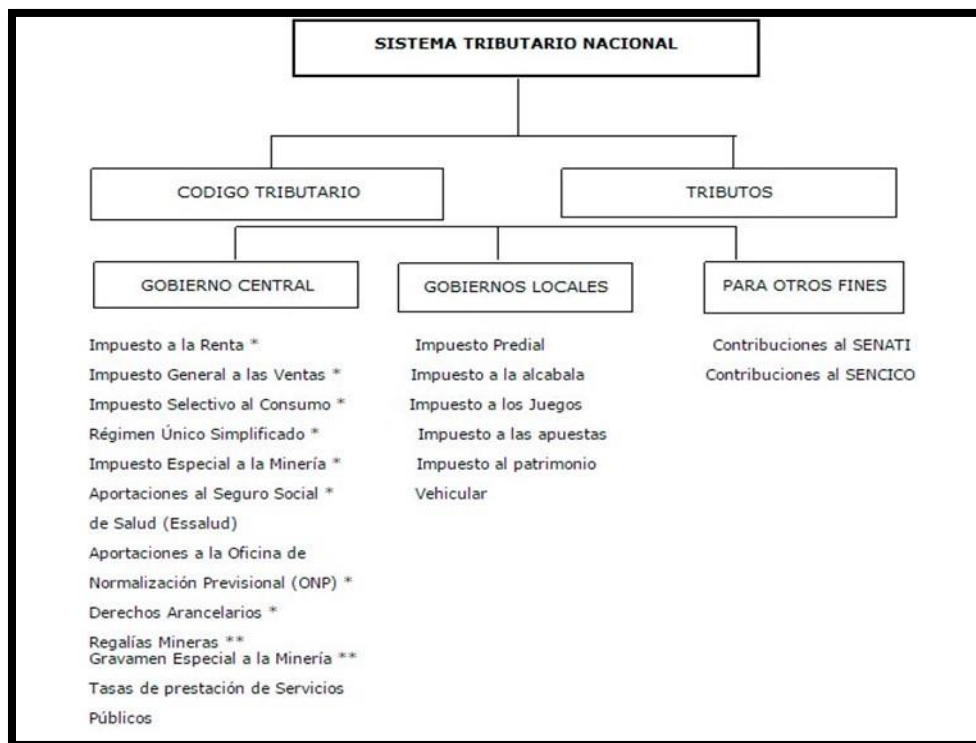 SISTEMA TRIBUTARIO NACIONAL
CODIGO TRIBUTARIO
TRIBUTOS
GOBIERNO CENTRAL
GOBIERNOS LOCALES
PARA OTROS FINES
Impuesto a la Renta *
Impuesto General a las Ventas *
Impuesto Selectivo al Consumo *
Régimen Único Simplificado *
Impuesto Especial a la Minería *
Aportaciones al Seguro Social *
de Salud (Essalud)
Aportaciones a la Oficina de
Normalización Previsional (ONP) *
Derechos Arancelarios *
Regalías Mineras **
Gravamen Especial a la Minería **
Tasas de prestación de Servicios
Públicos
Impuesto Predial
Impuesto a la alcabala
Impuesto a los Juegos
Impuesto a las apuestas
Impuesto al patrimonio
Vehicular
Contribuciones al SENATI
Contribuciones al SENCICO